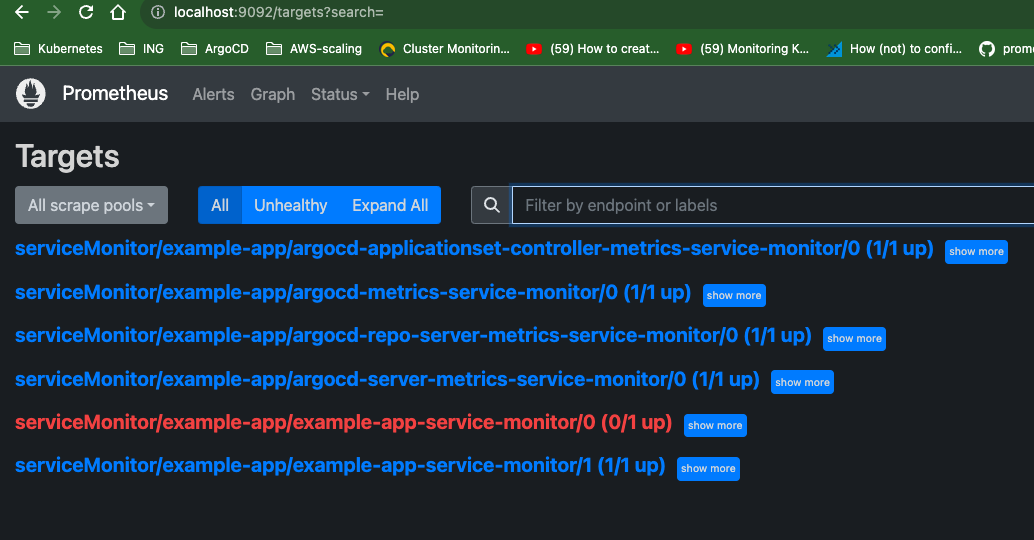 localhost:9092/targets?search=
Kubernetes ING ArgoCD AWS-scaling Cluster Monitorin... (59) How to creat... (59) Monitoring K... How (not) to confi... prom
Prometheus Alerts Graph Status Help
Targets
All scrape pools All Unhealthy Expand All Filter by endpoint or labels
serviceMonitor/example-app/argocd-applicationset-controller-metrics-service-monitor/0 (1/1 up) show more
serviceMonitor/example-app/argocd-metrics-service-monitor/0 (1/1 up) show more
serviceMonitor/example-app/argocd-repo-server-metrics-service-monitor/0 (1/1 up) show more
serviceMonitor/example-app/argocd-server-metrics-service-monitor/0 (1/1 up) show more
serviceMonitor/example-app/example-app-service-monitor/0 (0/1 up) show more
serviceMonitor/example-app/example-app-service-monitor/1 (1/1 up) show more